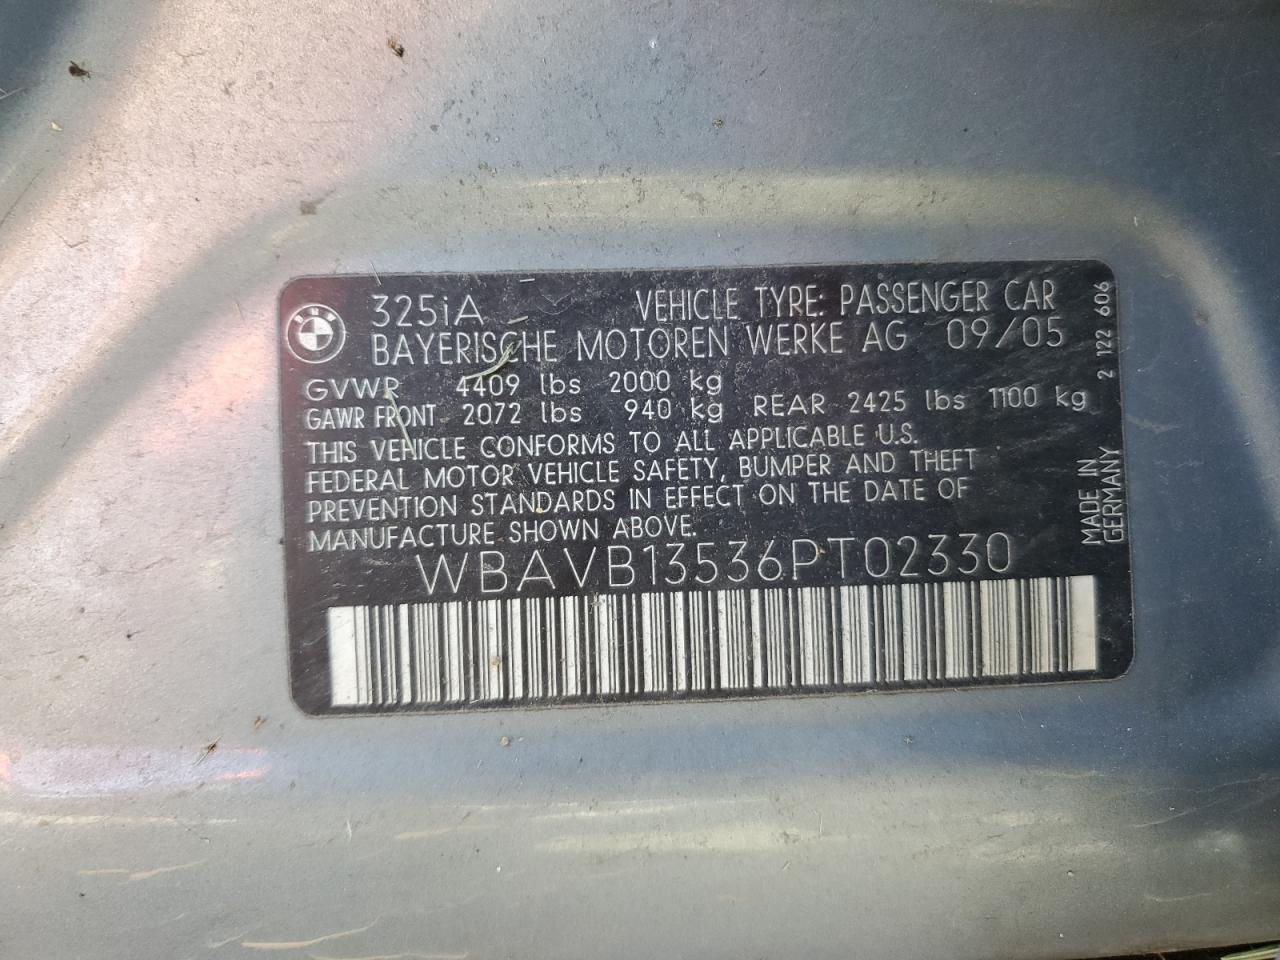 325iA VEHICLE TYPE: PASSENGER CAR
BAYERISCHE MOTOREN WERKE AG 09/05
GVWR 4409 lbs 2000 kg
GAWR FRONT 2072 lbs 940 kg REAR 2425 lbs 1100 kg
THIS VEHICLE CONFORMS TO ALL APPLICABLE U.S.
FEDERAL MOTOR VEHICLE SAFETY, BUMPER AND THEFT
PREVENTION STANDARDS IN EFFECT ON THE DATE OF
MANUFACTURE SHOWN ABOVE.
WBAVB13536PT02330
2 122 606
MADE IN
GERMANY